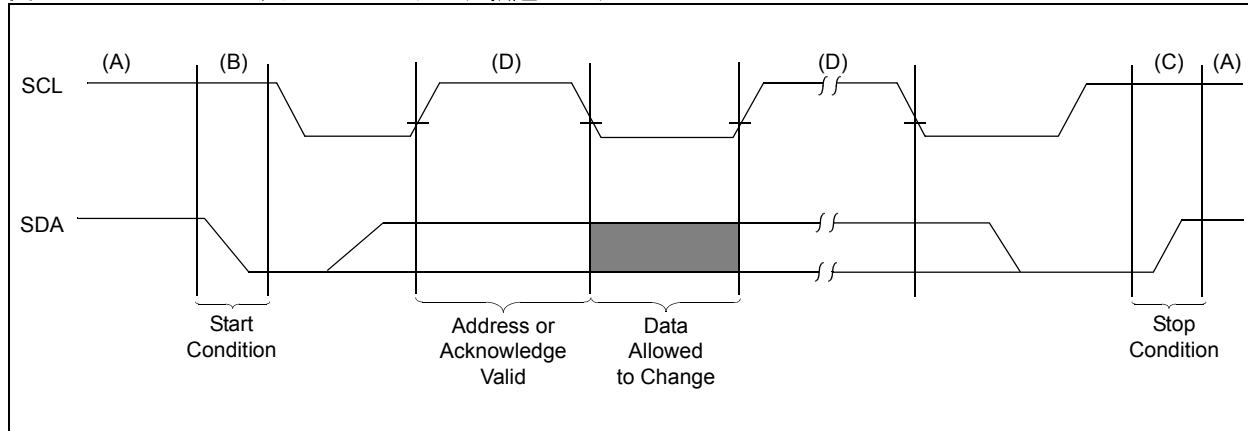 (A)
(B)
(D)
(D)
(C)
(A)
SCL
SDA
Start
Condition
Address or
Acknowledge
Valid
Data
Allowed
to Change
Stop
Condition